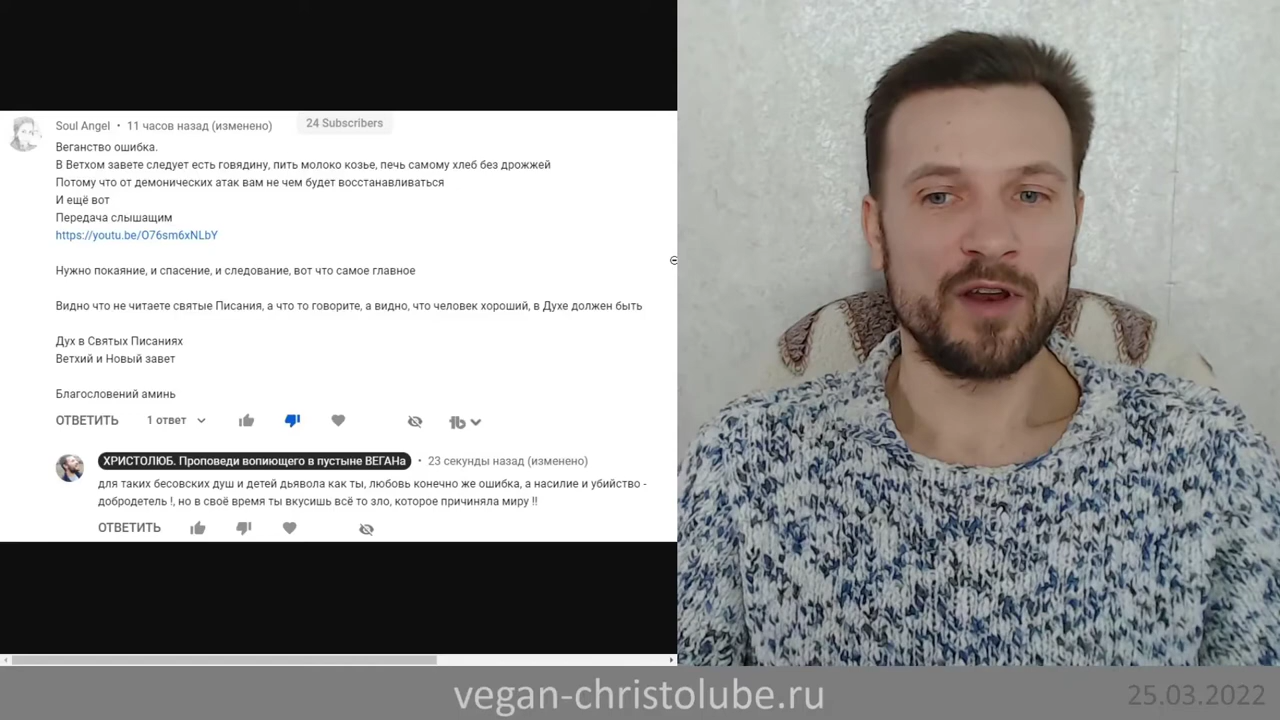 Soul Angel • 11 часов назад (изменено) 24 Subscribers
Веганство ошибка.
В Ветхом завете следует есть говядину, пить молоко козье, печь самому хлеб без дрожжей
Потому что от демонических атак вам не чем будет восстанавливаться
И ещё вот
Передача слышащим
https://youtu.be/O76sm6xNLbY
Нужно покаяние, и спасение, и следование, вот что самое главное
Видно что не читаете святые Писания, а что то говорите, а видно, что человек хороший, в Духе должен быть
Дух в Святых Писаниях
Ветхий и Новый завет
Благословений аминь
ОТВЕТИТЬ 1 ответ
ХРИСТОЛЮБ. Проповеди вопиющего в пустыне ВЕГАНа • 23 секунды назад (изменено)
для таких бесовских душ и детей дьявола как ты, любовь конечно же ошибка, а насилие и убийство -
добродетель !, но в своё время ты вкусишь всё то зло, которое причиняла миру !!
ОТВЕТИТЬ
vegan-christolube.ru
25.03.2022